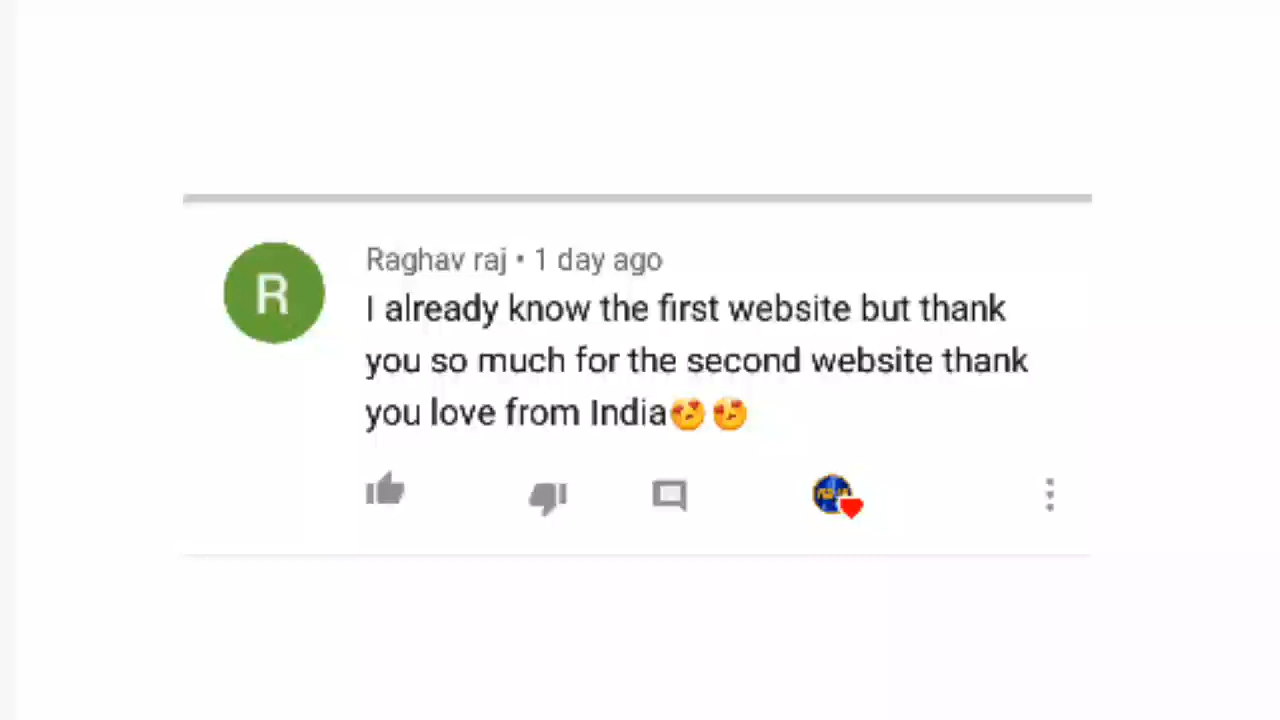 R
Raghav raj • 1 day ago
I already know the first website but thank
you so much for the second website thank
you love from India😍😍